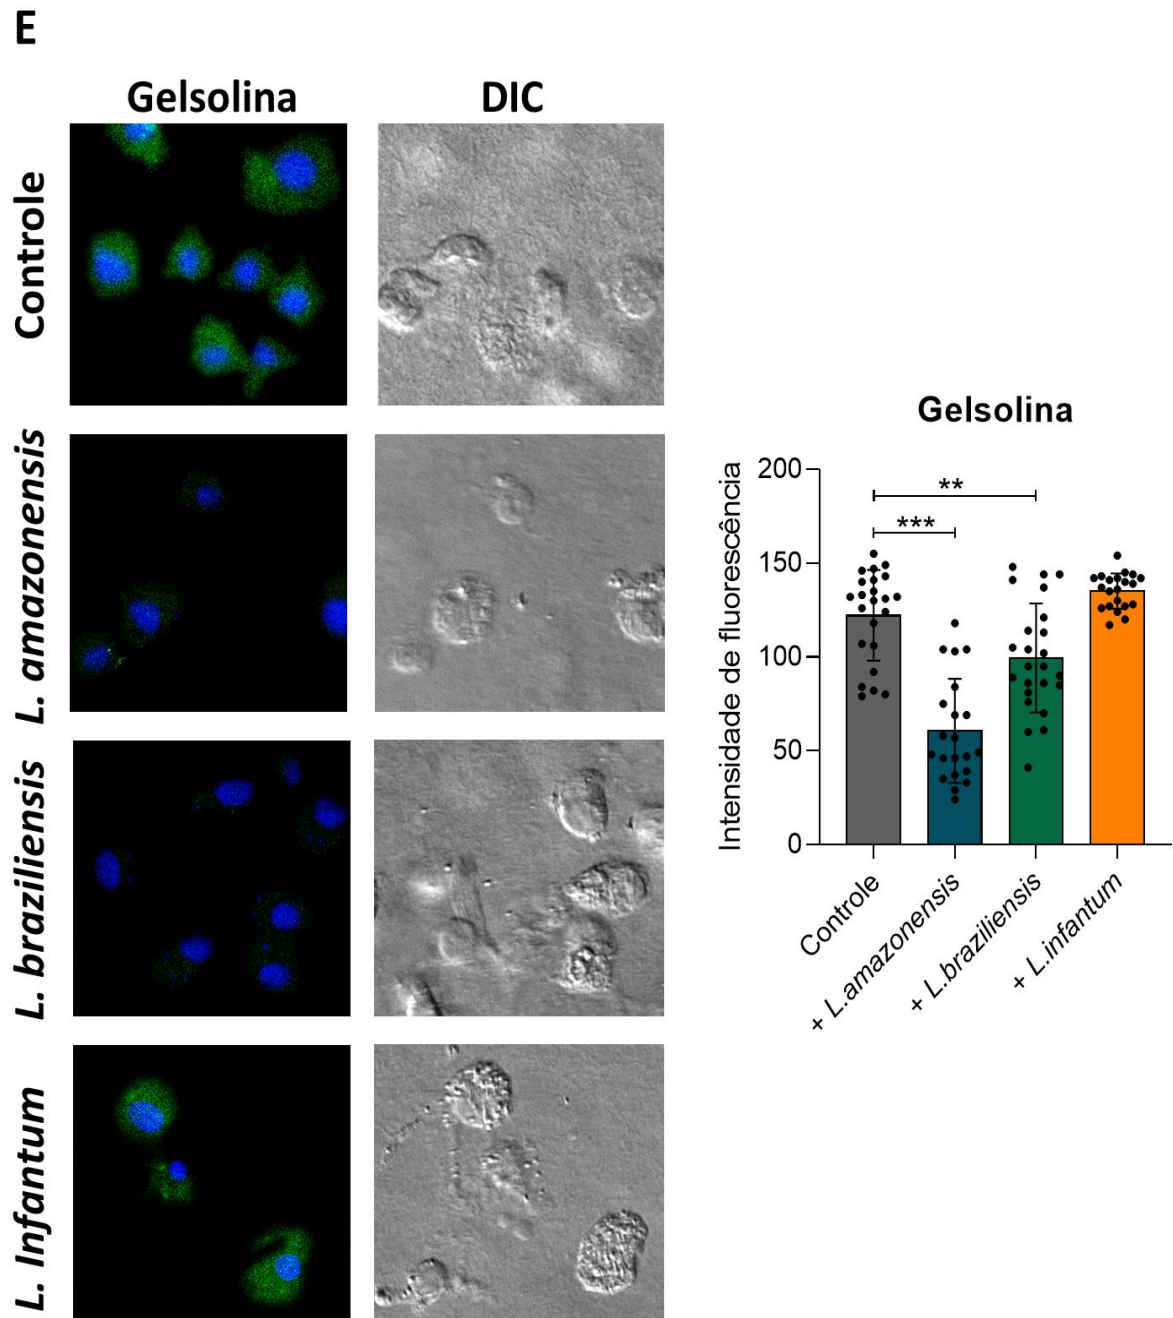 E
Gelsolina DIC
Controle
L. amazonensis
L. braziliensis
L. Infantum
Gelsolina
Intensidade de fluorescência
200
150
100
50
0
**
***
Controle
+ L.amazonensis
+ L.braziliensis
+ L.infantum